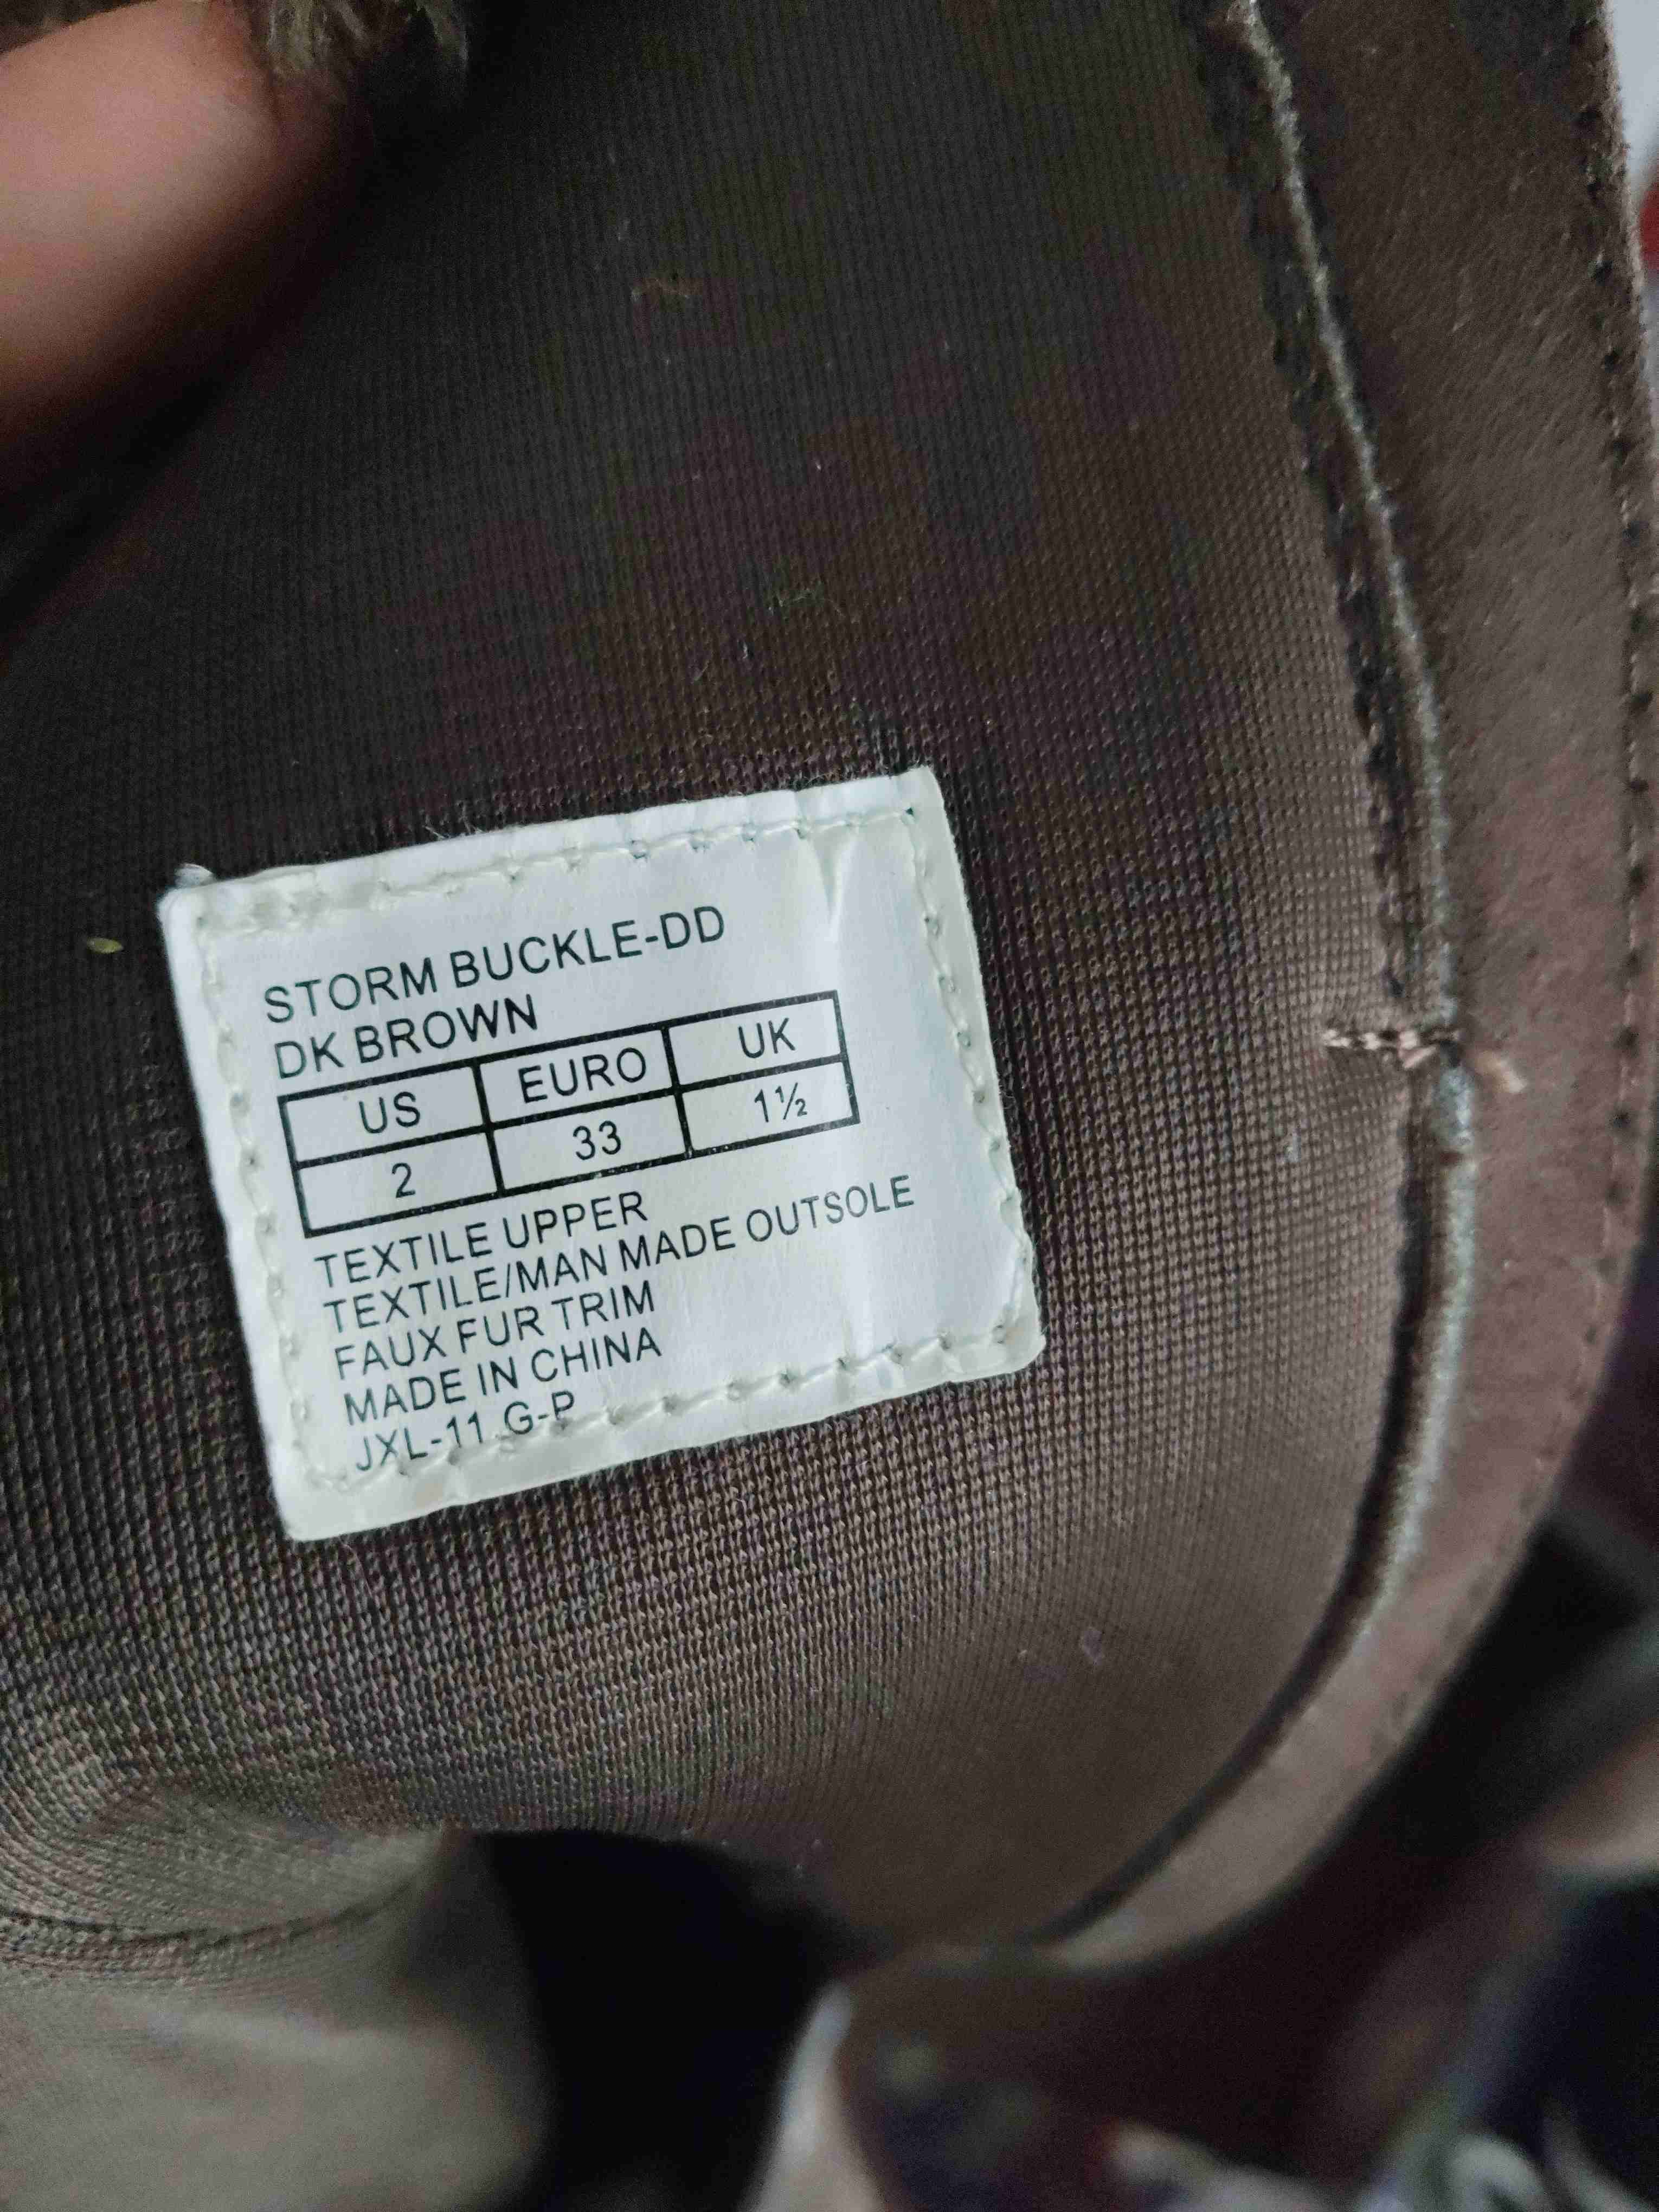 STORM BUCKLE-DD
DK BROWN
US EURO UK
2 33 1½
TEXTILE UPPER
TEXTILE/MAN MADE OUTSOLE
FAUX FUR TRIM
MADE IN CHINA
JXL-11 G-P